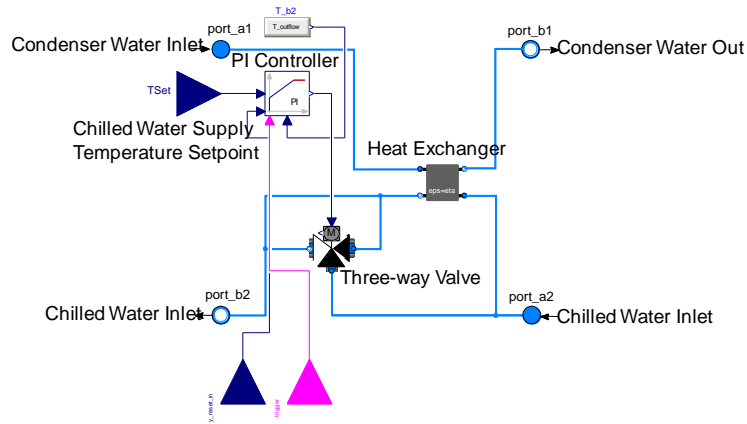 T_b2
T_outflow
port_a1
port_b1
Condenser Water Inlet
Condenser Water Out
PI Controller
TSet
PI
Chilled Water Supply
Temperature Setpoint
Heat Exchanger
eps=eta
M
Three-way Valve
port_b2
port_a2
Chilled Water Inlet
Chilled Water Inlet
y_reset_in
trigger